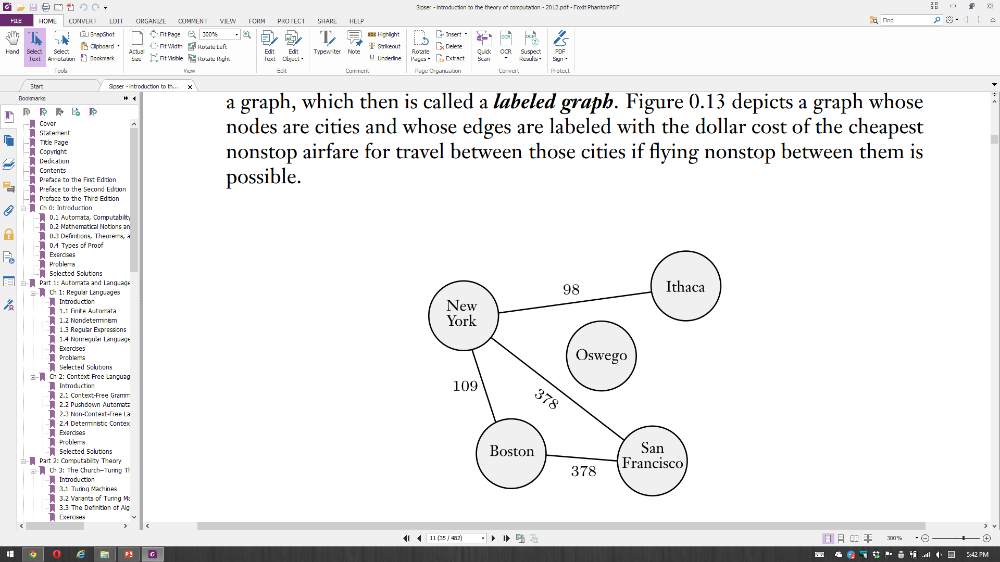 Sipser - introduction to the theory of computation - 2012.pdf - Foxit PhantomPDF
FILE HOME CONVERT EDIT ORGANIZE COMMENT VIEW FORM PROTECT SHARE HELP
Find
Hand
Select Text
Select Annotation
SnapShot
Clipboard
Bookmark
Tools
Actual Size
Fit Page
Fit Width
Fit Visible
300%
Rotate Left
Rotate Right
View
Edit Text
Edit Object
Edit
Typewriter
Note
abc Highlight
Strikeout
Underline
Comment
Rotate Pages
Insert
Delete
Extract
Page Organization
Quick Scan
OCR
OCR
OCR
Suspect Results
Convert
PDF Sign
Protect
Start
Sipser - introduction to th...
Bookmarks
Cover
Statement
Title Page
Copyright
Dedication
Contents
Preface to the First Edition
Preface to the Second Edition
Preface to the Third Edition
Ch 0: Introduction
0.1 Automata, Computability
0.2 Mathematical Notions an
0.3 Definitions, Theorems, a
0.4 Types of Proof
Exercises
Problems
Selected Solutions
Part 1: Automata and Language
Ch 1: Regular Languages
Introduction
1.1 Finite Automata
1.2 Nondeterminism
1.3 Regular Expressions
1.4 Nonregular Language
Exercises
Problems
Selected Solutions
Ch 2: Context-Free Languag
Introduction
2.1 Context-Free Gramm
2.2 Pushdown Automata
2.3 Non-Context-Free La
2.4 Deterministic Contex
Exercises
Problems
Selected Solutions
Part 2: Computability Theory
Ch 3: The Church–Turing Th
Introduction
3.1 Turing Machines
3.2 Variants of Turing Ma
3.3 The Definition of Alg
Exercises
a graph, which then is called a labeled graph. Figure 0.13 depicts a graph whose
nodes are cities and whose edges are labeled with the dollar cost of the cheapest
nonstop airfare for travel between those cities if flying nonstop between them is
possible.
98
Ithaca
New
York
Oswego
109
378
Boston
San
Francisco
378
11 (35 / 482)
300%
5:42 PM